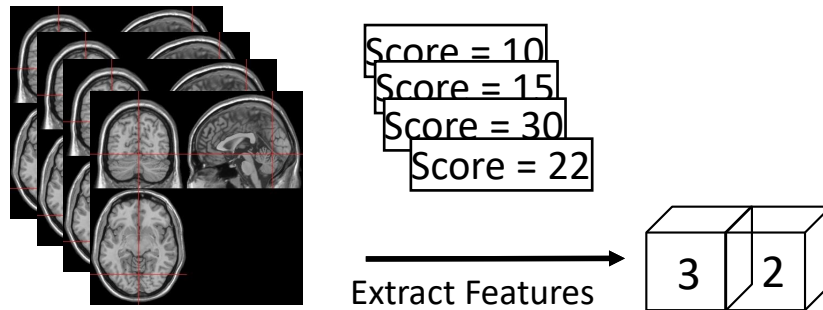 Score = 10
Score = 15
Score = 30
Score = 22
Extract Features
3 2